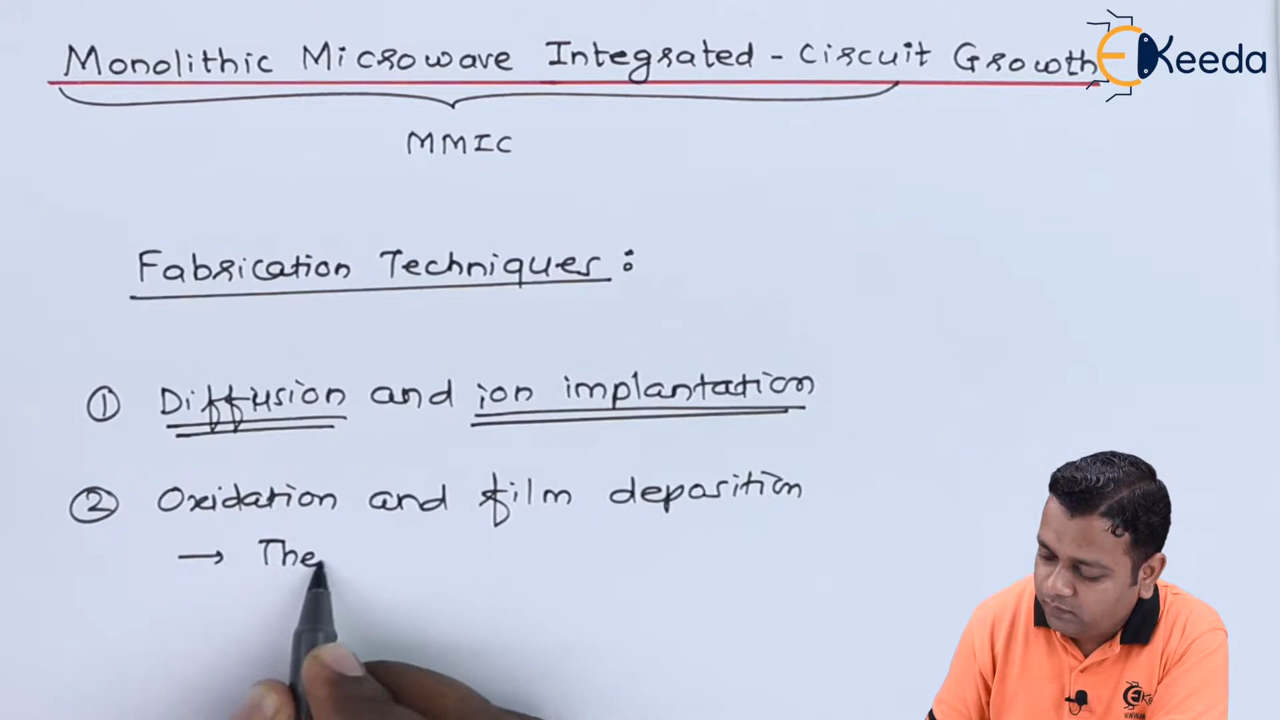 Monolithic Microwave Integrated - Circuit Growth
EKeeda
MMIC
Fabrication Techniques :
① Diffusion and ion implantation
② Oxidation and film deposition
→ The